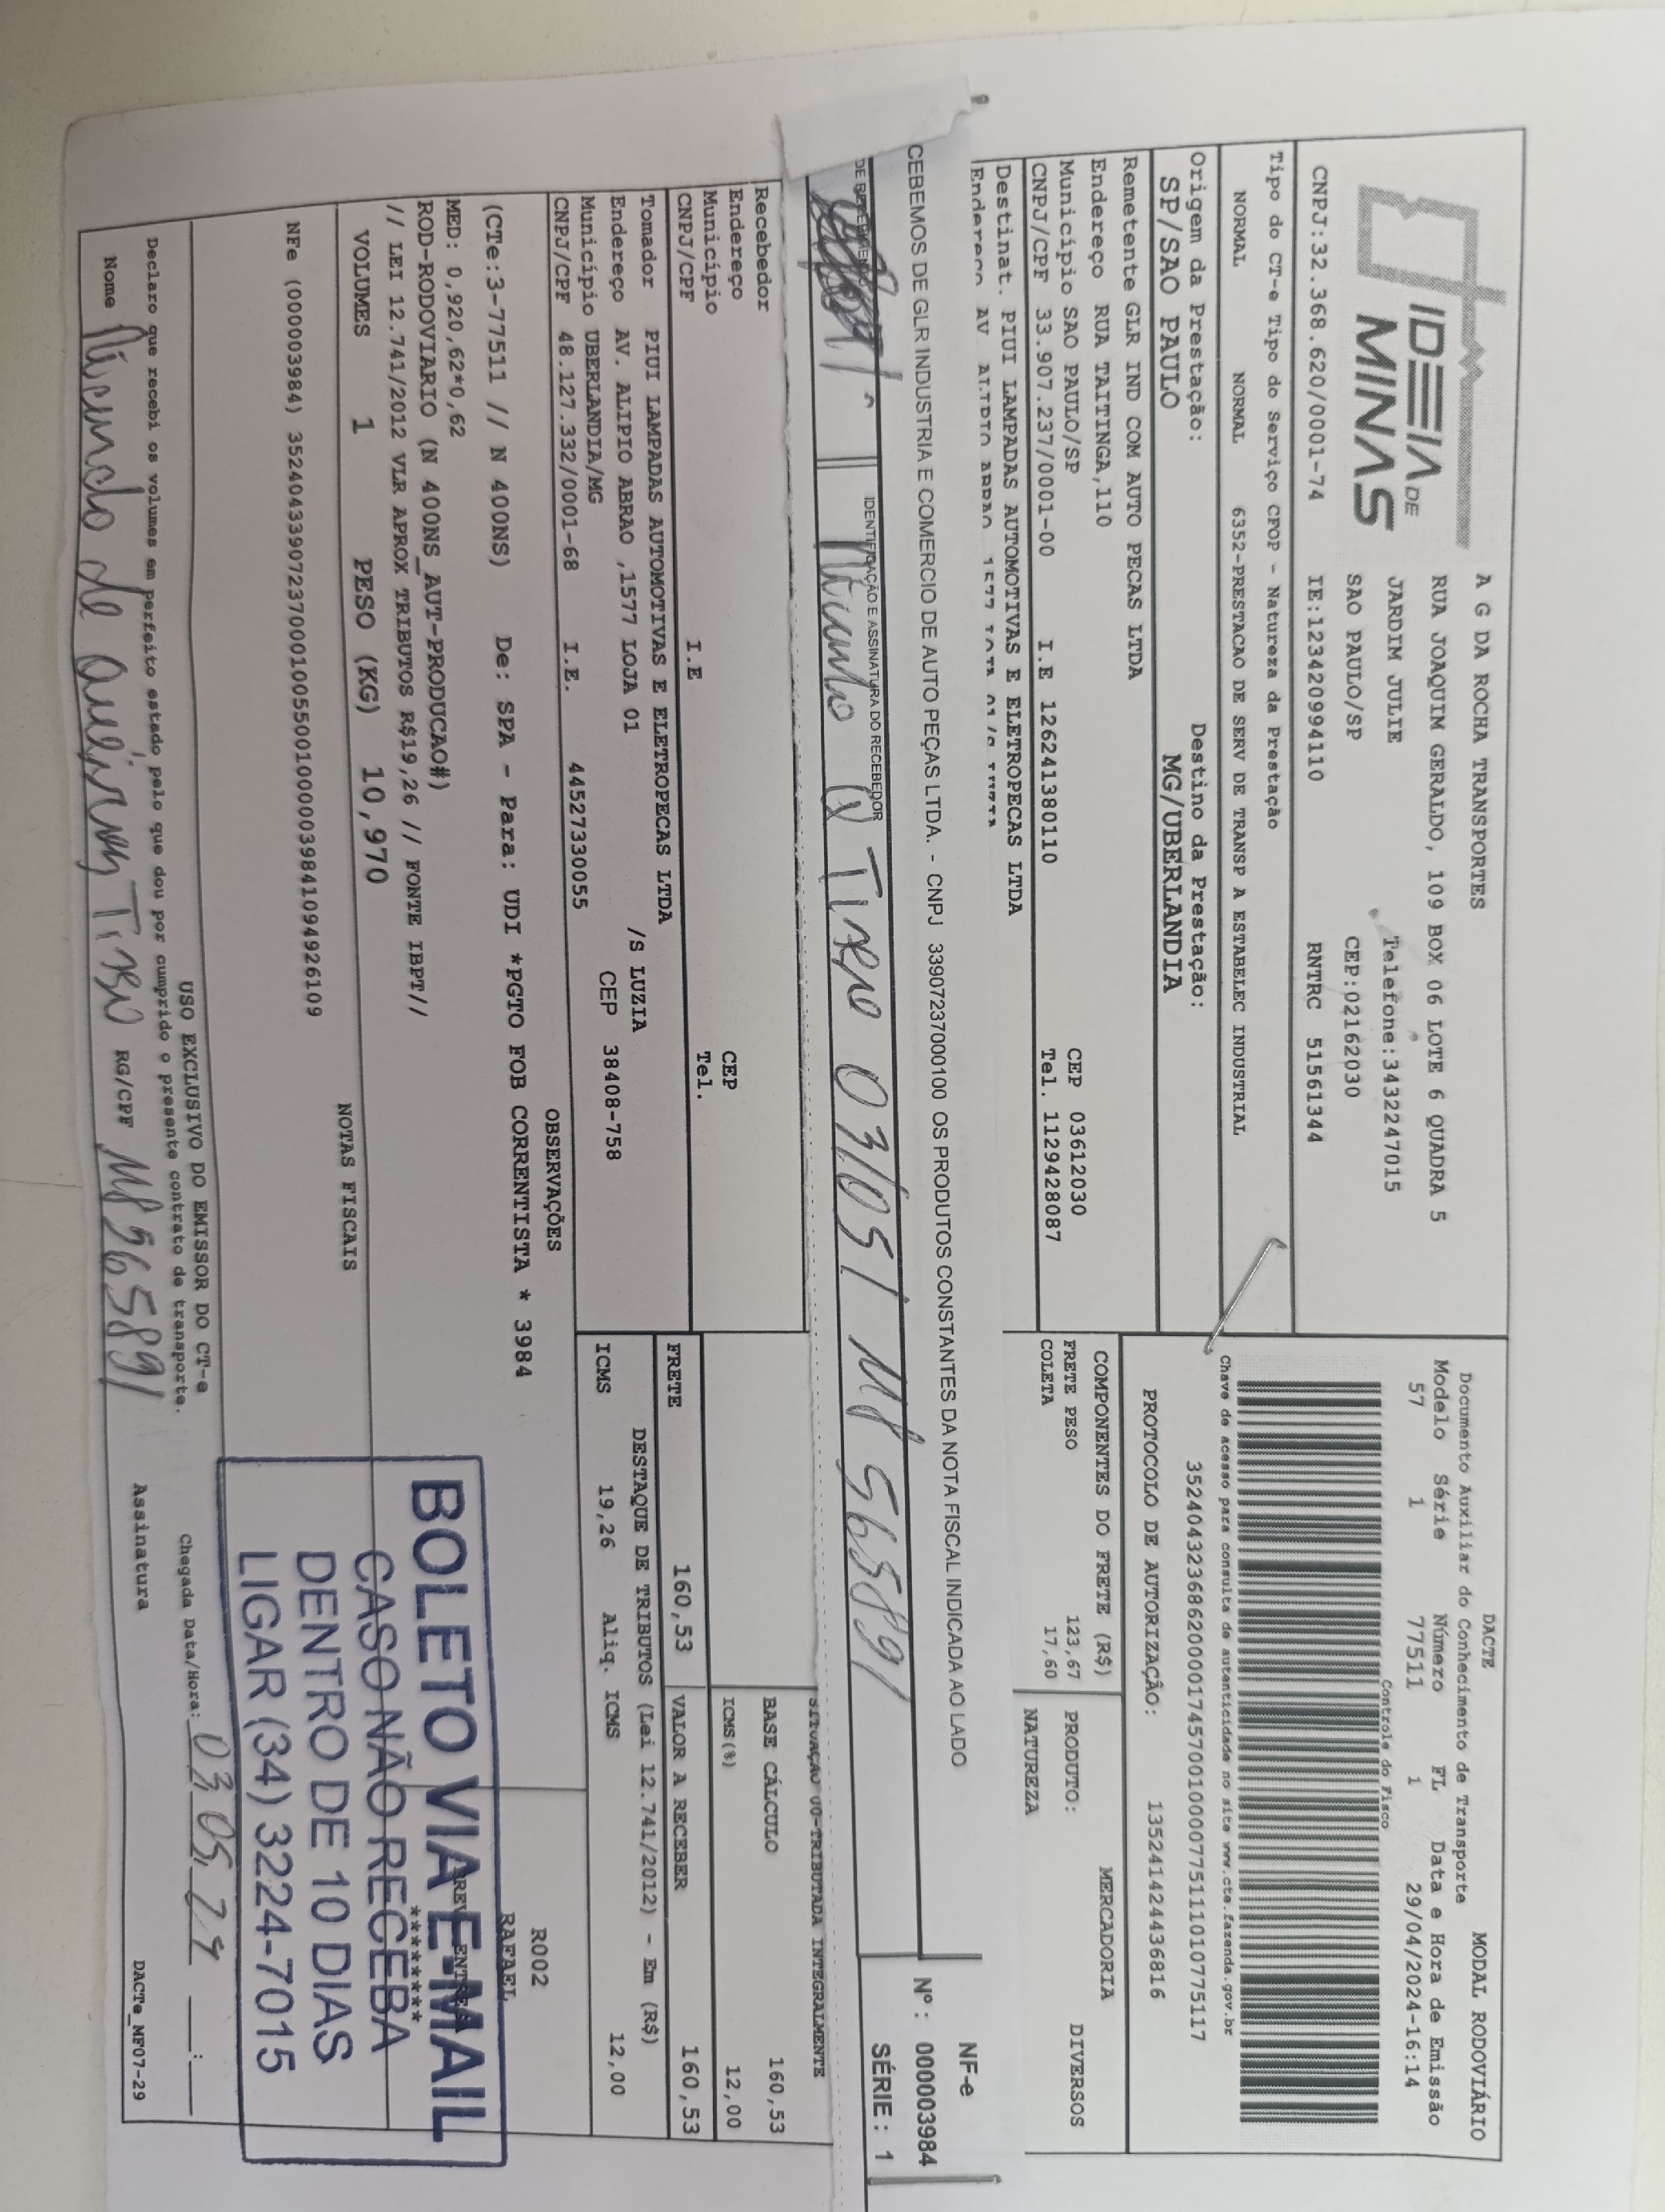 IDEIA DE
MINAS
A G DA ROCHA TRANSPORTES
RUA JOAQUIM GERALDO, 109 BOX 06 LOTE 6 QUADRA 5
JARDIM JULIE Telefone:3432247015
SAO PAULO/SP CEP:02162030
CNPJ:32.368.620/0001-74 IE:123420994110 RNTRC 51561344
DACTE MODAL RODOVIÁRIO
Documento Auxiliar do Conhecimento de Transporte
Modelo Série Número FL Data e Hora de Emissão
57 1 77511 1 29/04/2024-16:14
Controle do Fisco
Tipo do CT-e Tipo do Serviço CFOP - Natureza da Prestação
NORMAL NORMAL 6352-PRESTACAO DE SERV DE TRANSP A ESTABELEC INDUSTRIAL
Chave de acesso para consulta de autenticidade no site www.cte.fazenda.gov.br
35240432368620000174570010000775111010775117
Origem da Prestação: Destino da Prestação:
SP/SAO PAULO MG/UBERLANDIA
PROTOCOLO DE AUTORIZAÇÃO: 135241424436816
Remetente GLR IND COM AUTO PECAS LTDA
Endereço RUA TAITINGA,110
Município SAO PAULO/SP CEP 03612030
CNPJ/CPF 33.907.237/0001-00 I.E 126241380110 Tel. 1129428087
COMPONENTES DO FRETE (R$)
FRETE PESO 123,67
COLETA 17,60
MERCADORIA
PRODUTO: DIVERSOS
NATUREZA
Destinat. PIUI LAMPADAS AUTOMOTIVAS E ELETROPECAS LTDA
Endereço AV ALIPIO ABRAO 1577 LOJA 01/S LUZIA
CEBEMOS DE GLR INDUSTRIA E COMERCIO DE AUTO PEÇAS LTDA. - CNPJ 33907237000100 OS PRODUTOS CONSTANTES DA NOTA FISCAL INDICADA AO LADO
NF-e
Nº: 000003984
SÉRIE: 1
IDENTIFICAÇÃO E ASSINATURA DO RECEBEDOR
03/05/
SITUAÇÃO 00-TRIBUTADA INTEGRALMENTE
BASE CÁLCULO 160,53
ICMS(%) 12,00
Recebedor
Endereço
Município CEP
CNPJ/CPF I.E Tel.
FRETE 160,53 VALOR A RECEBER 160,53
Tomador PIUI LAMPADAS AUTOMOTIVAS E ELETROPECAS LTDA
Endereço AV. ALIPIO ABRAO ,1577 LOJA 01 /S LUZIA
Município UBERLANDIA/MG CEP 38408-758
CNPJ/CPF 48.127.332/0001-68 I.E. 4452733​0055
DESTAQUE DE TRIBUTOS (Lei 12.741/2012) - Em (R$)
ICMS 19,26 Aliq. ICMS 12,00
OBSERVAÇÕES
(CTe:3-77511 // N 400NS) De: SPA - Para: UDI *PGTO FOB CORRENTISTA * 3984
MED: 0,920,62*0,62
ROD-RODOVIARIO (N 400NS_AUT-PRODUCAO#)
// LEI 12.741/2012 VLR APROX TRIBUTOS R$19,26 // FONTE IBPT//
R002
RAFAEL
VOLUMES 1 PESO (KG) 10,970
NOTAS FISCAIS
NFe (000003984) 35240433907237000100550010000039841094926109
BOLETO VIA E-MAIL
CASO NÃO RECEBA
DENTRO DE 10 DIAS
LIGAR (34) 3224-7015
USO EXCLUSIVO DO EMISSOR DO CT-e
Declaro que recebi os volumes em perfeito estado pelo que dou por cumprido o presente contrato de transporte.
Chegada Data/Hora: 03/05/24
Nome RG/CPF
Assinatura
DACTe_MF07-29